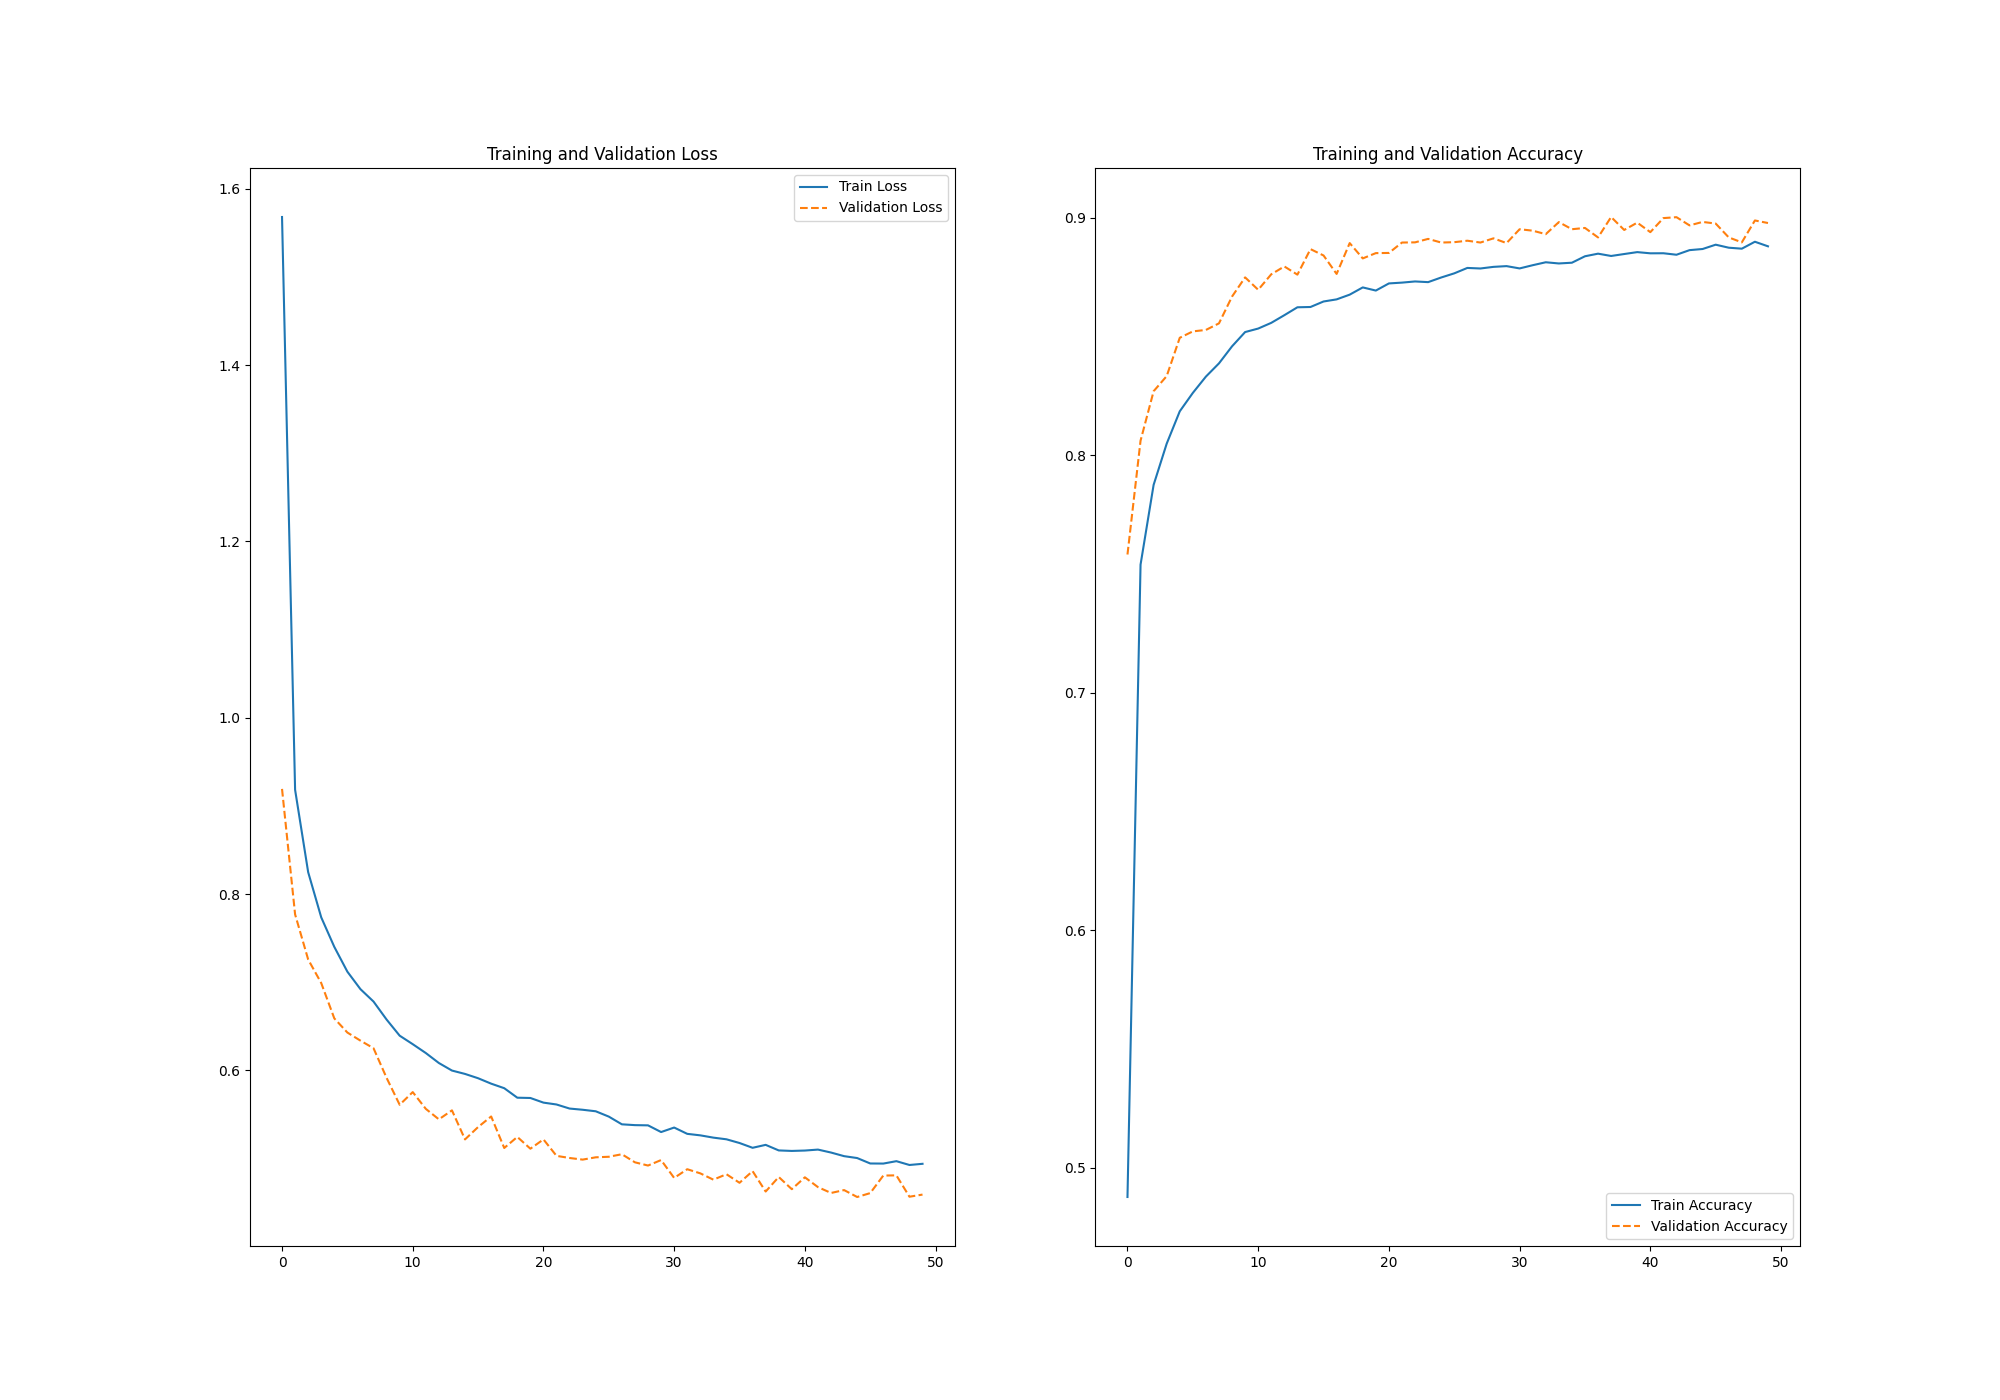 Training and Validation Loss
1.6
1.4
1.2
1.0
0.8
0.6
Train Loss
Validation Loss
0 10 20 30 40 50
Training and Validation Accuracy
0.9
0.8
0.7
0.6
0.5
Train Accuracy
Validation Accuracy
0 10 20 30 40 50